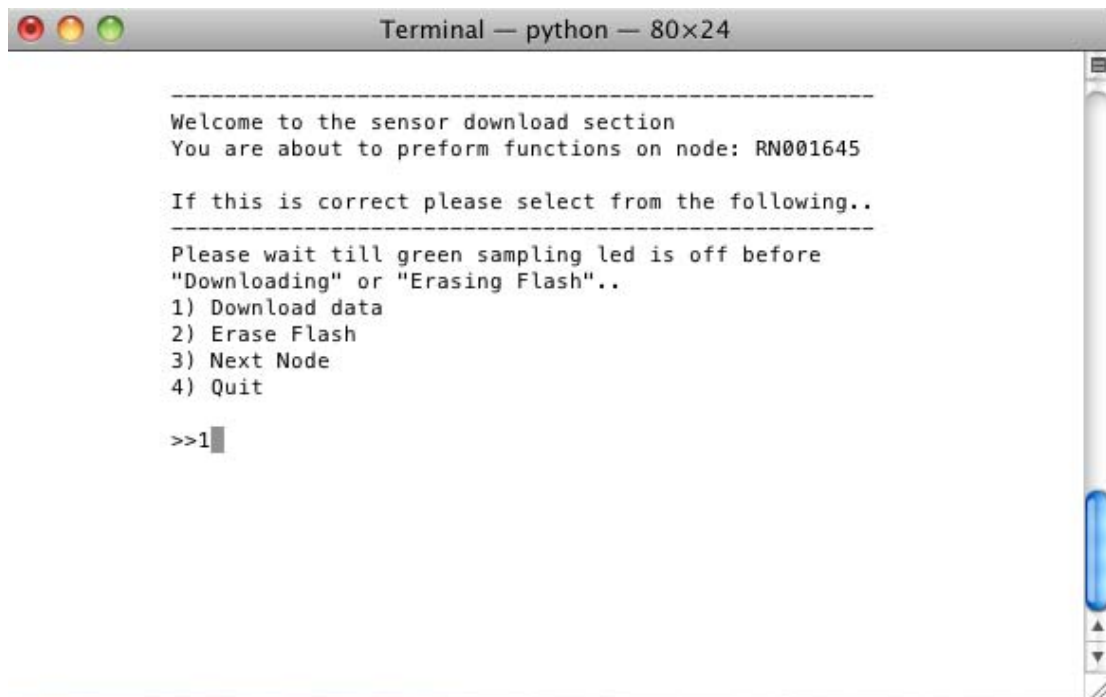 Terminal — python — 80×24
-----------------------------------------------------
Welcome to the sensor download section
You are about to preform functions on node: RN001645
If this is correct please select from the following..
-----------------------------------------------------
Please wait till green sampling led is off before
"Downloading" or "Erasing Flash"..
1) Download data
2) Erase Flash
3) Next Node
4) Quit
>>1